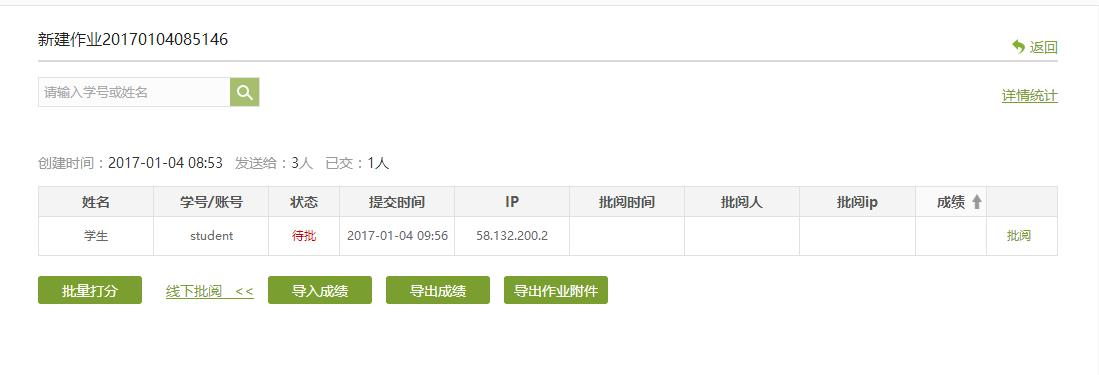 新建作业20170104085146
返回
请输入学号或姓名
详情统计
创建时间：2017-01-04 08:53 发送给：3人 已交：1人
姓名 学号/账号 状态 提交时间 IP 批阅时间 批阅人 批阅ip 成绩
学生 student 待批 2017-01-04 09:56 58.132.200.2 批阅
批量打分 线下批阅 << 导入成绩 导出成绩 导出作业附件